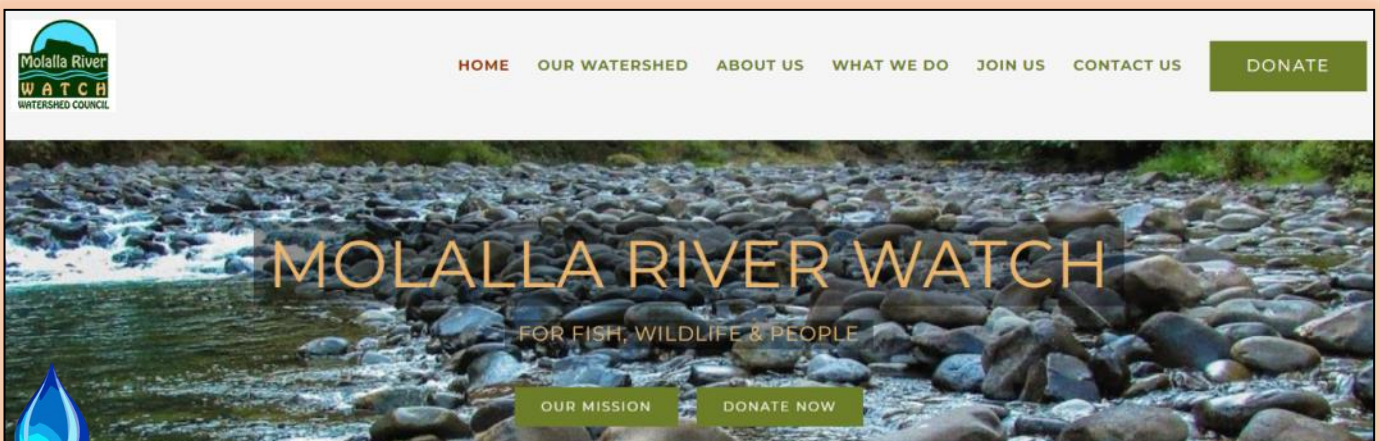 Molalla River
WATCH
WATERSHED COUNCIL
HOME OUR WATERSHED ABOUT US WHAT WE DO JOIN US CONTACT US DONATE
MOLALLA RIVER WATCH
FOR FISH, WILDLIFE & PEOPLE
OUR MISSION DONATE NOW